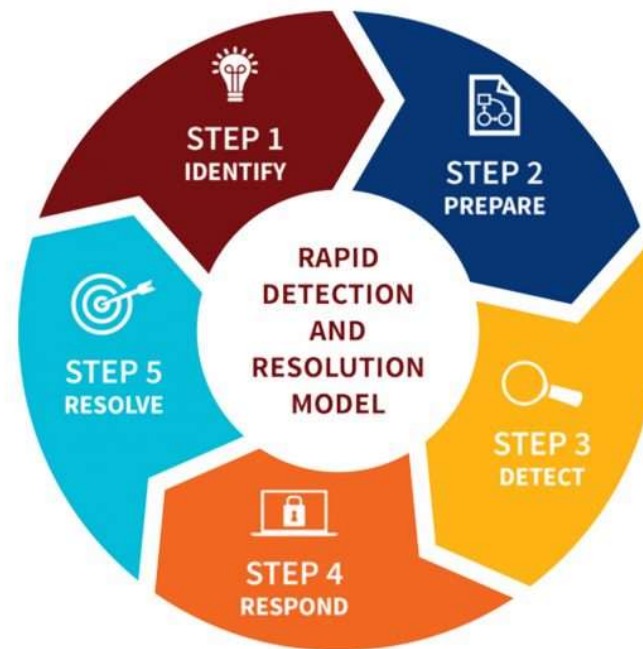 STEP 1
IDENTIFY
STEP 2
PREPARE
STEP 3
DETECT
STEP 4
RESPOND
STEP 5
RESOLVE
RAPID
DETECTION
AND
RESOLUTION
MODEL